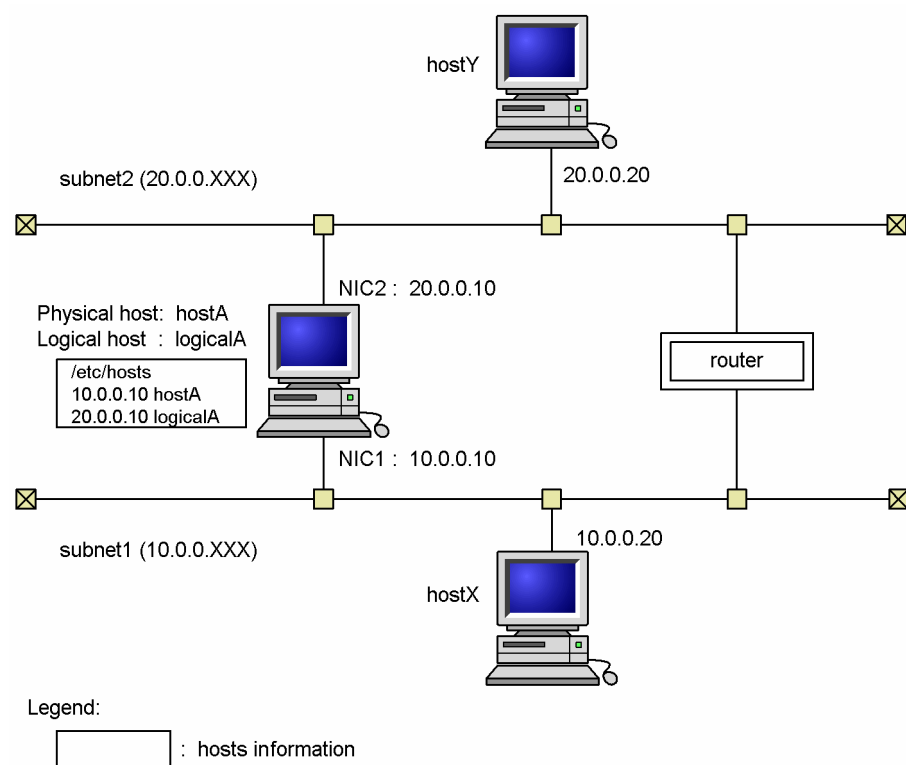 hostY
20.0.0.20
subnet2 (20.0.0.XXX)
NIC2 : 20.0.0.10
Physical host: hostA
Logical host : logicalA
/etc/hosts
10.0.0.10 hostA
20.0.0.10 logicalA
router
NIC1 : 10.0.0.10
subnet1 (10.0.0.XXX)
10.0.0.20
hostX
Legend:
: hosts information